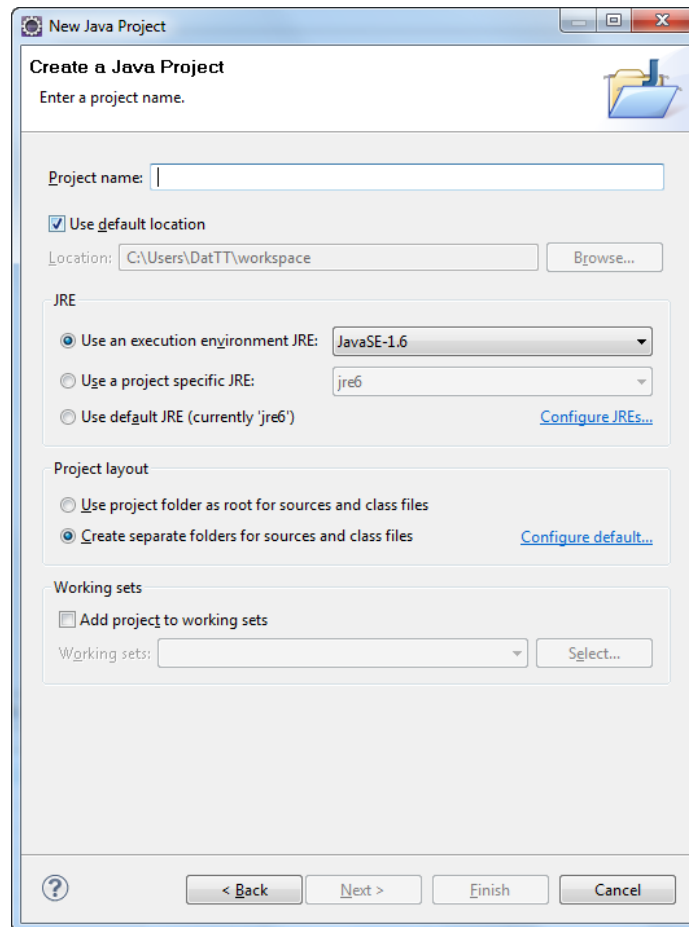 New Java Project
Create a Java Project
Enter a project name.
Project name:
Use default location
Location: C:\Users\DatTT\workspace Browse...
JRE
Use an execution environment JRE: JavaSE-1.6
Use a project specific JRE: jre6
Use default JRE (currently 'jre6') Configure JREs...
Project layout
Use project folder as root for sources and class files
Create separate folders for sources and class files Configure default...
Working sets
Add project to working sets
Working sets: Select...
? < Back Next > Finish Cancel